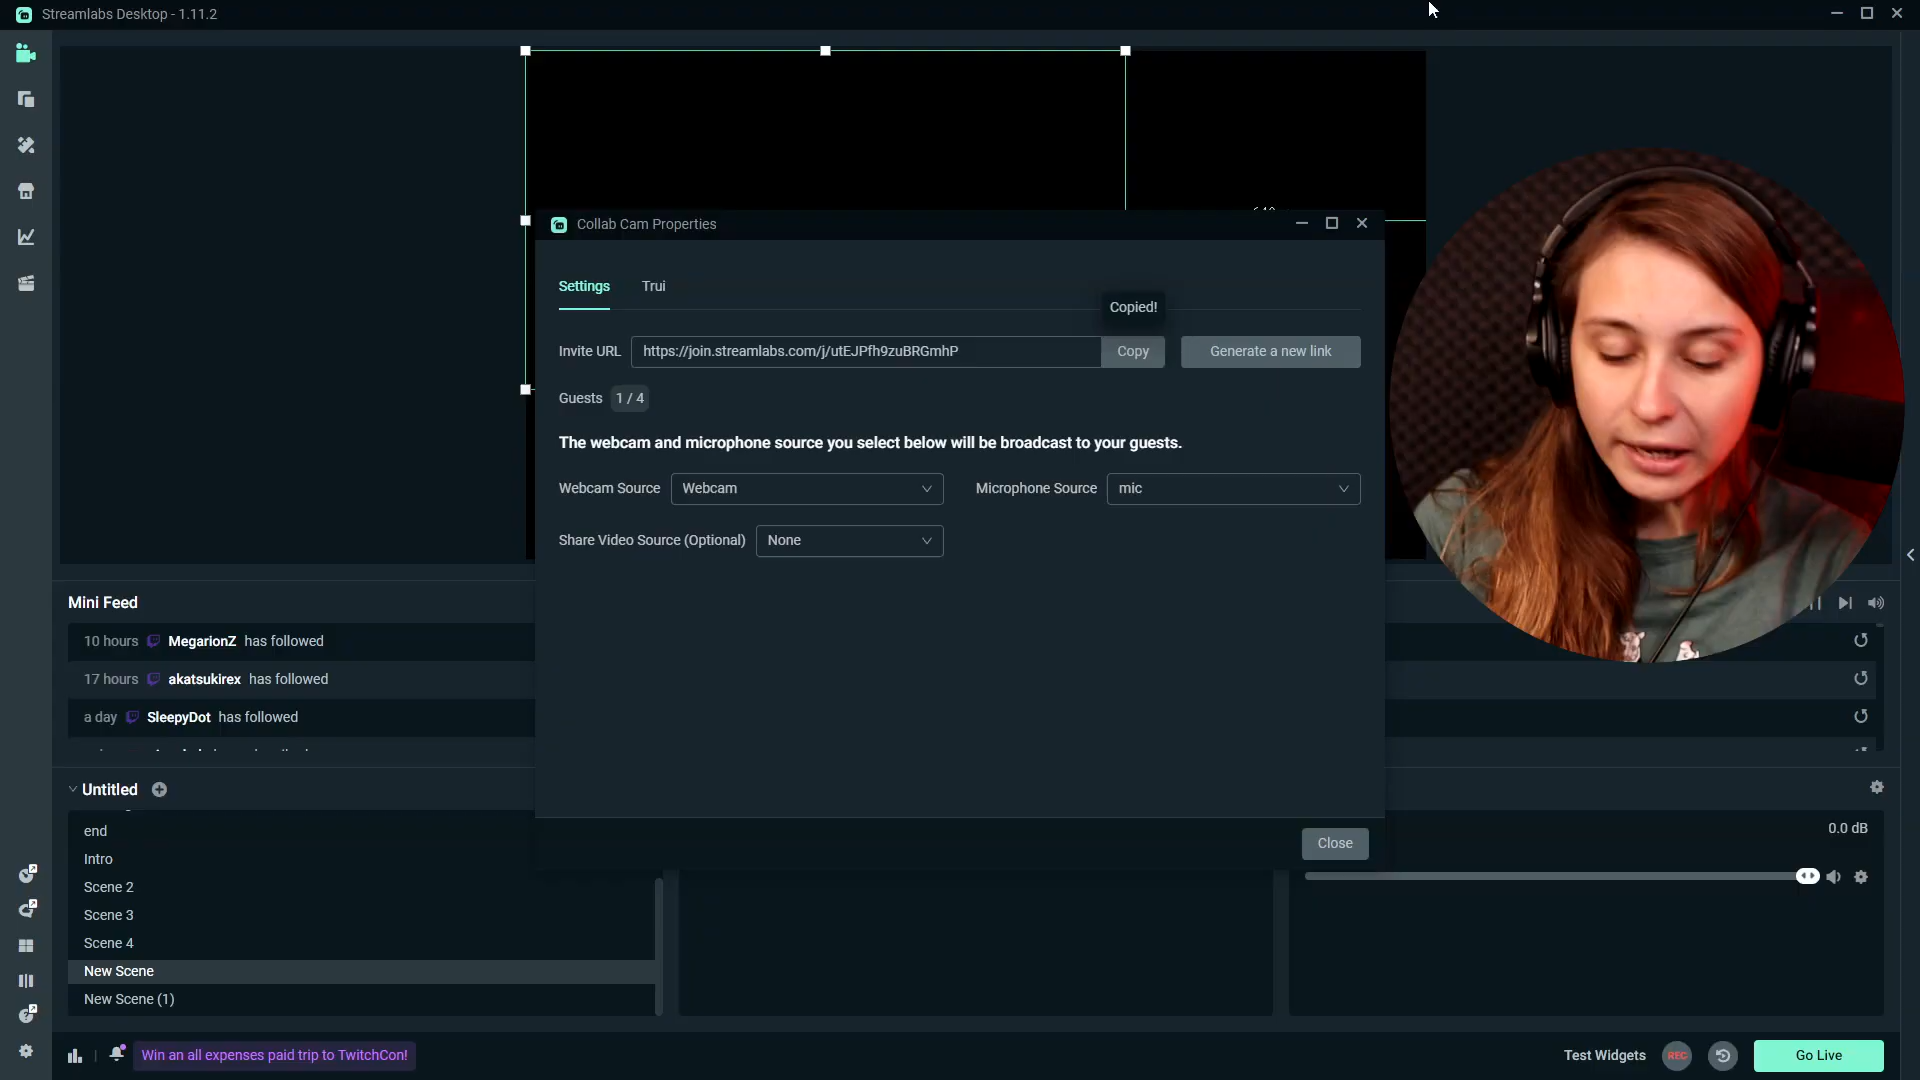 Streamlabs Desktop - 1.11.2
Collab Cam Properties
Settings
Trui
Copied!
Invite URL
https://join.streamlabs.com/j/utEJPfh9zuBRGmhP
Copy
Generate a new link
Guests
1 / 4
The webcam and microphone source you select below will be broadcast to your guests.
Webcam Source
Webcam
Microphone Source
mic
Share Video Source (Optional)
None
Close
Mini Feed
10 hours MegarionZ has followed
17 hours akatsukirex has followed
a day SleepyDot has followed
Untitled
end
Intro
Scene 2
Scene 3
Scene 4
New Scene
New Scene (1)
0.0 dB
Win an all expenses paid trip to TwitchCon!
Test Widgets
REC
Go Live